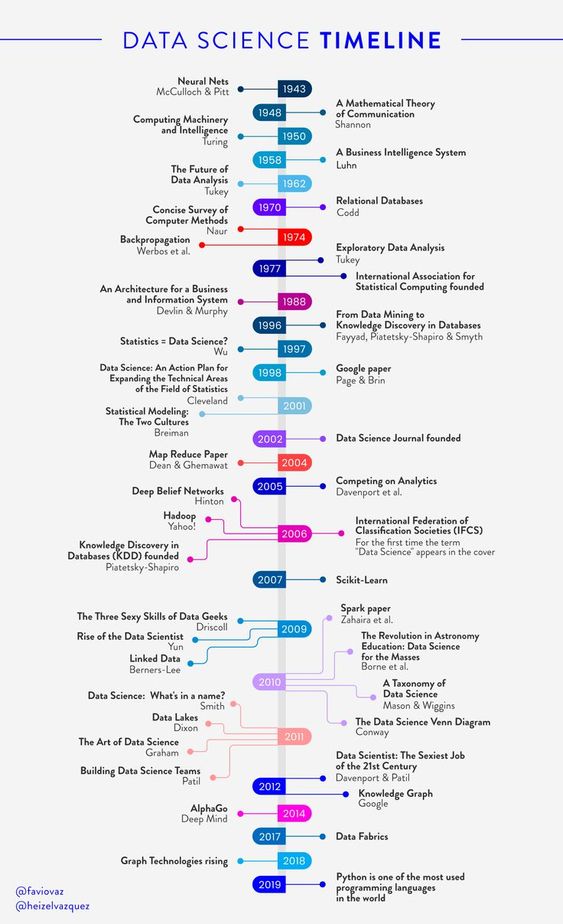 DATA SCIENCE TIMELINE
Neural Nets
McCulloch & Pitt
1943
1948
A Mathematical Theory
of Communication
Shannon
Computing Machinery
and Intelligence
Turing
1950
1958
A Business Intelligence System
Luhn
The Future of
Data Analysis
Tukey
1962
1970
Relational Databases
Codd
Concise Survey of
Computer Methods
Naur
Backpropagation
Werbos et al.
1974
1977
Exploratory Data Analysis
Tukey
International Association for
Statistical Computing founded
An Architecture for a Business
and Information System
Devlin & Murphy
1988
1996
From Data Mining to
Knowledge Discovery in Databases
Fayyad, Piatetsky-Shapiro & Smyth
Statistics = Data Science?
Wu
1997
1998
Google paper
Page & Brin
Data Science: An Action Plan for
Expanding the Technical Areas
of the Field of Statistics
Cleveland
Statistical Modeling:
The Two Cultures
Breiman
2001
2002
Data Science Journal founded
Map Reduce Paper
Dean & Ghemawat
2004
2005
Competing on Analytics
Davenport et al.
Deep Belief Networks
Hinton
Hadoop
Yahoo!
Knowledge Discovery in
Databases (KDD) founded
Piatetsky-Shapiro
2006
International Federation of
Classification Societies (IFCS)
For the first time the term
"Data Science" appears in the cover
2007
Scikit-Learn
The Three Sexy Skills of Data Geeks
Driscoll
Rise of the Data Scientist
Yun
Linked Data
Berners-Lee
2009
2010
Spark paper
Zahaira et al.
The Revolution in Astronomy
Education: Data Science
for the Masses
Borne et al.
A Taxonomy of
Data Science
Mason & Wiggins
The Data Science Venn Diagram
Conway
Data Science: What's in a name?
Smith
Data Lakes
Dixon
The Art of Data Science
Graham
Building Data Science Teams
Patil
2011
2012
Data Scientist: The Sexiest Job
of the 21st Century
Davenport & Patil
Knowledge Graph
Google
AlphaGo
Deep Mind
2014
2017
Data Fabrics
Graph Technologies rising
2018
2019
Python is one of the most used
programming languages
in the world
@faviovaz
@heizelvazquez